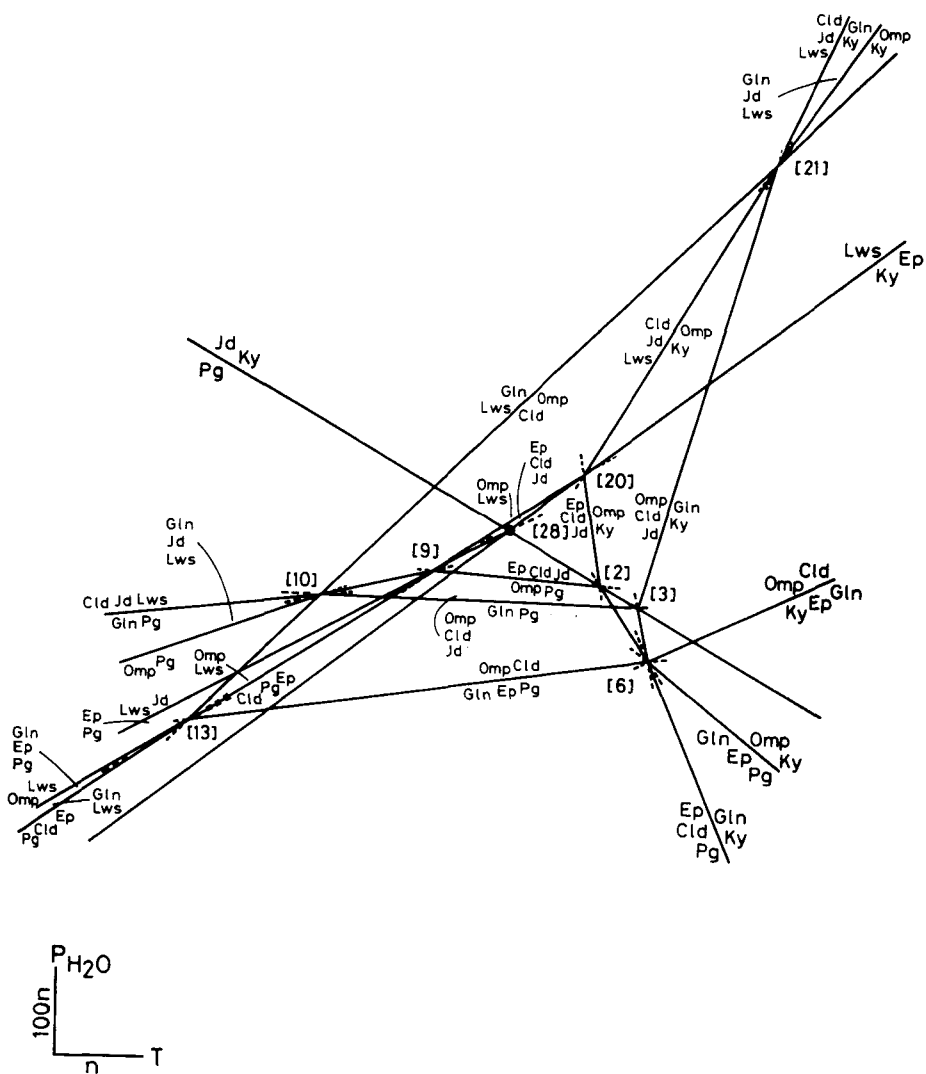 Cld
Jd
Lws
Gln
Ky
Omp
Ky
Gln
Jd
Lws
[21]
Lws
Ky
Ep
Cld
Jd
Lws
Omp
Ky
Jd
Ky
Pg
Gln
Lws
Omp
Cld
Ep
Cld
Jd
Omp
Lws
[20]
Ep
Cld
Jd
Omp
Ky
Omp
Cld
Jd
Gln
Ky
[28]
Gln
Jd
Lws
[9]
[10]
[2]
[3]
Ep Cld Jd
Omp Pg
Cld Jd Lws
Gln Pg
Gln Pg
Omp
Cld
Jd
Omp Cld
Ky Ep Gln
Omp Pg
Omp
Lws
Omp Cld
Gln Ep Pg
[6]
Cld Pg Ep
Ep
Pg
Lws Jd
[13]
Gln
Ep
Pg
Gln
Ep
Pg
Omp
Ky
Omp
Lws
Gln
Lws
Pg Cld Ep
Ep
Cld
Pg
Gln
Ky
P H2O
100n
n
T